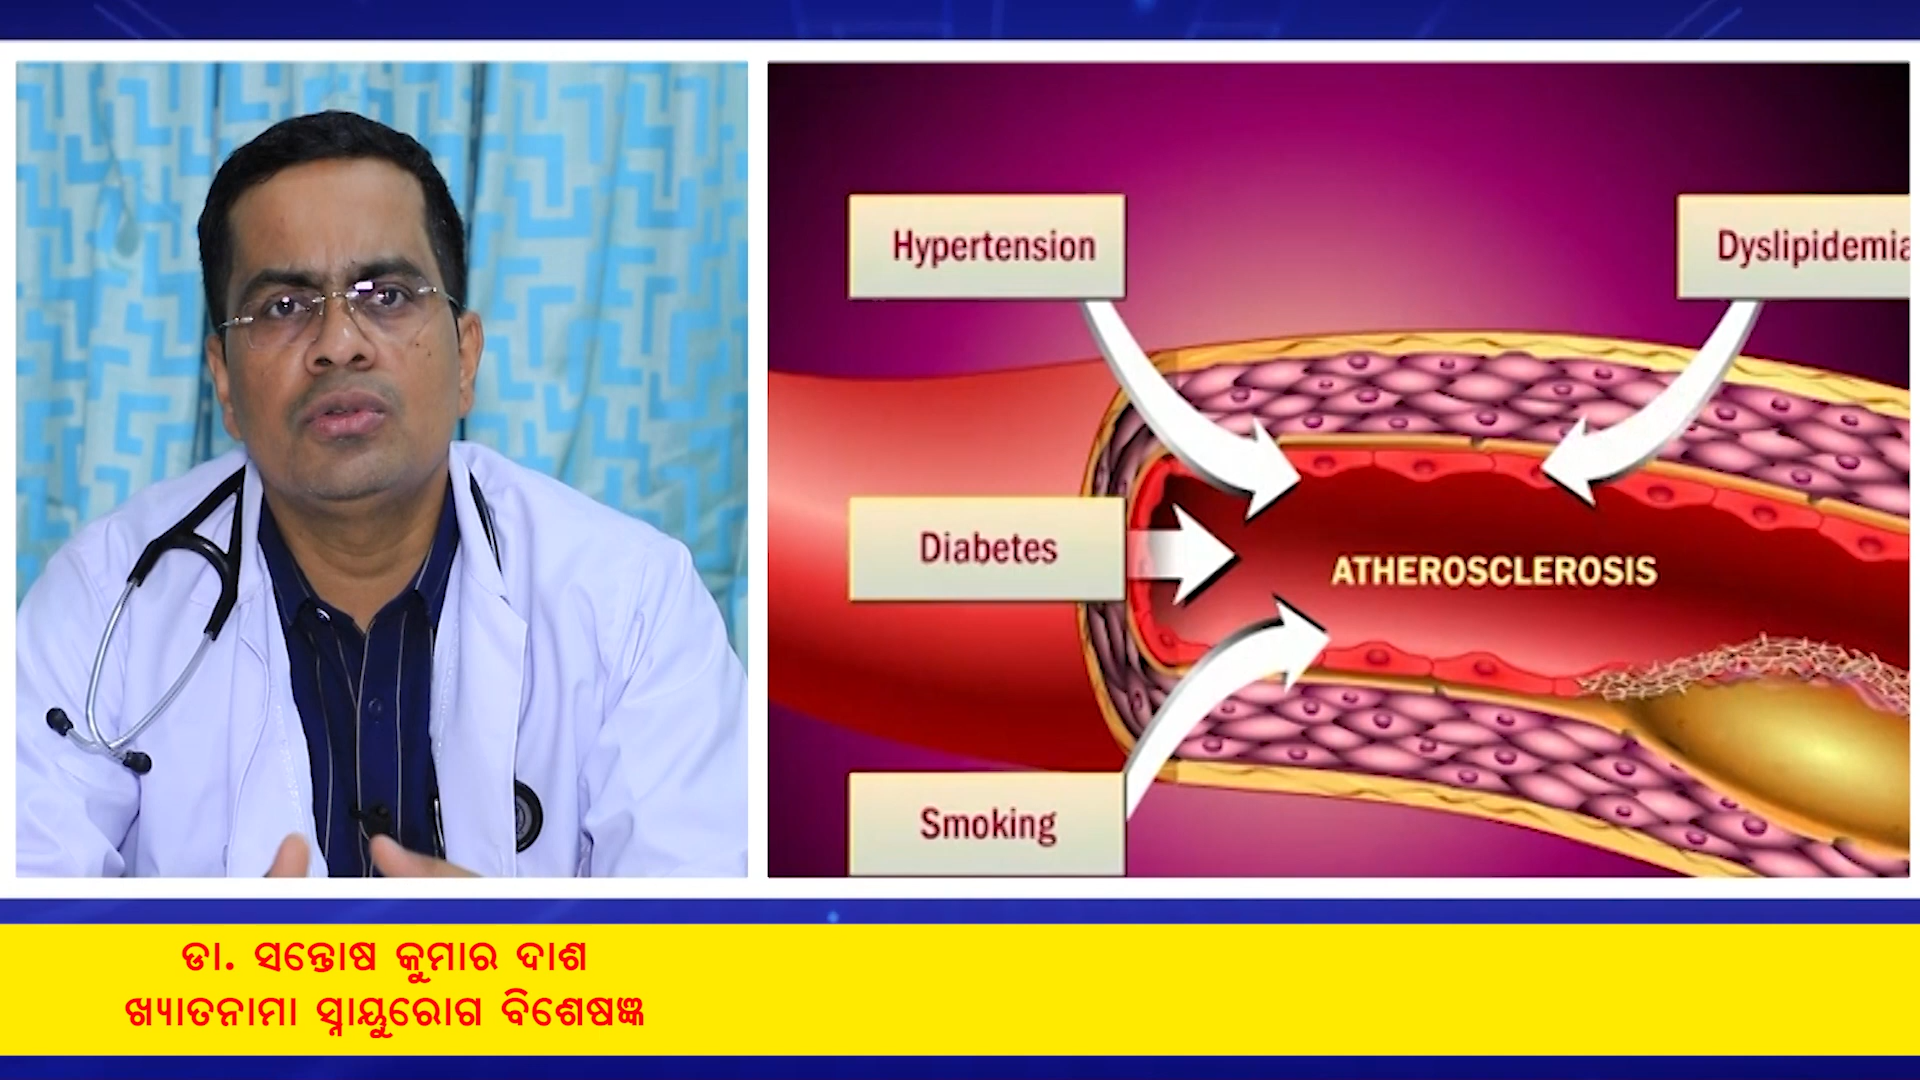 Hypertension
Dyslipidemia
Diabetes
ATHEROSCLEROSIS
Smoking
ଡା. ସନ୍ତୋଷ କୁମାର ଦାଶ
ଖ୍ୟାତନାମା ସ୍ନାୟୁରୋଗ ବିଶେଷଜ୍ଞ